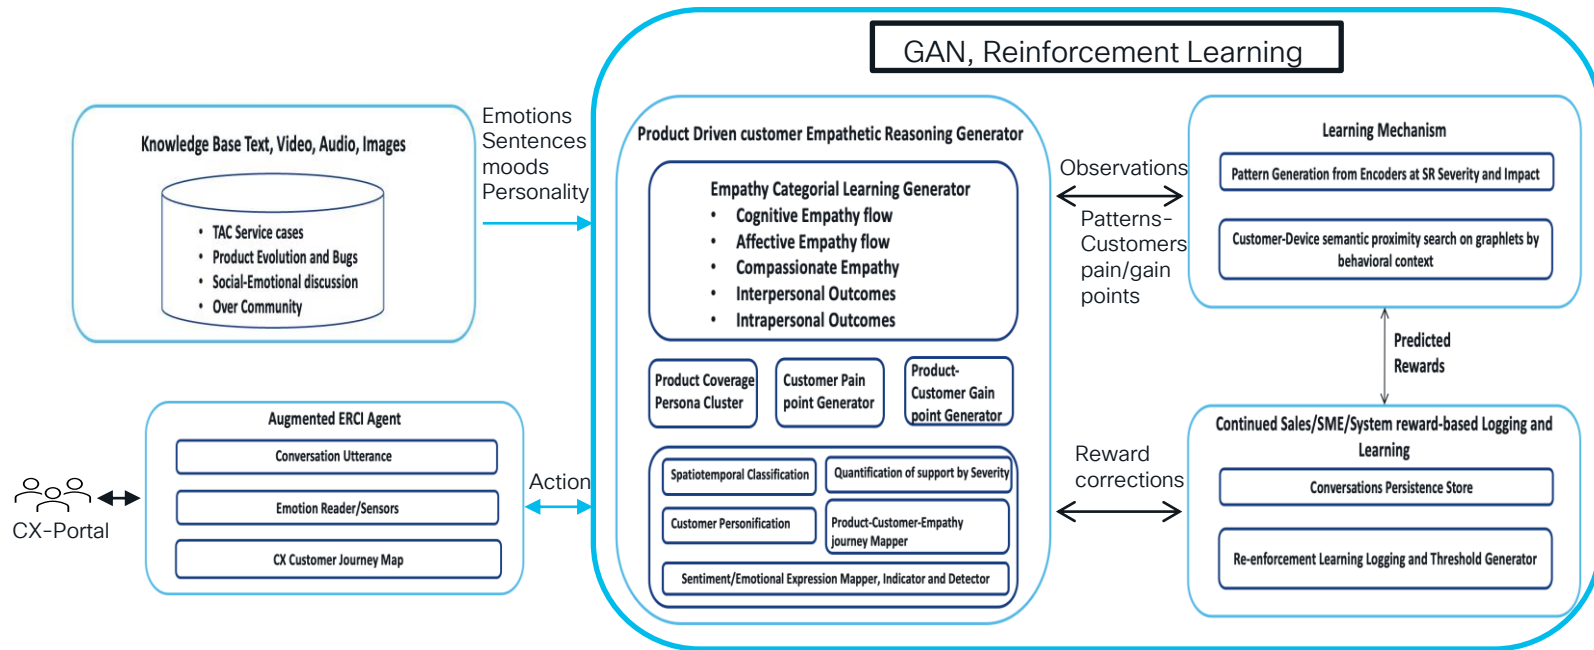 GAN, Reinforcement Learning
Knowledge Base Text, Video, Audio, Images
• TAC Service cases
• Product Evolution and Bugs
• Social-Emotional discussion
• Over Community
Emotions
Sentences
moods
Personality
Augmented ERCI Agent
Conversation Utterance
Emotion Reader/Sensors
CX Customer Journey Map
CX-Portal
Action
Product Driven customer Empathetic Reasoning Generator
Empathy Categorial Learning Generator
• Cognitive Empathy flow
• Affective Empathy flow
• Compassionate Empathy
• Interpersonal Outcomes
• Intrapersonal Outcomes
Product Coverage
Persona Cluster
Customer Pain
point Generator
Product-
Customer Gain
point Generator
Spatiotemporal Classification
Quantification of support by Severity
Customer Personification
Product-Customer-Empathy
journey Mapper
Sentiment/Emotional Expression Mapper, Indicator and Detector
Observations
Patterns-
Customers
pain/gain
points
Reward
corrections
Learning Mechanism
Pattern Generation from Encoders at SR Severity and Impact
Customer-Device semantic proximity search on graphlets by
behavioral context
Predicted
Rewards
Continued Sales/SME/System reward-based Logging and
Learning
Conversations Persistence Store
Re-enforcement Learning Logging and Threshold Generator